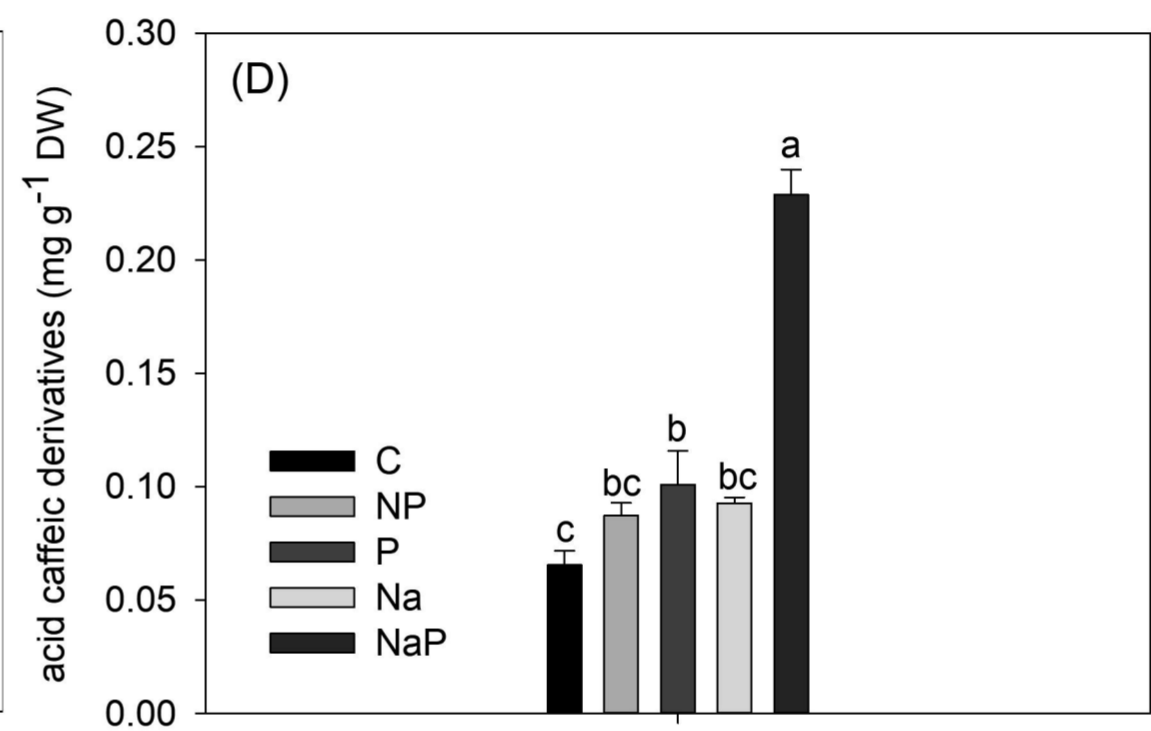 0.30
(D)
0.25
0.20
0.15
0.10
0.05
0.00
acid caffeic derivatives (mg g⁻¹ DW)
C
NP
P
Na
NaP
c
bc
b
bc
a